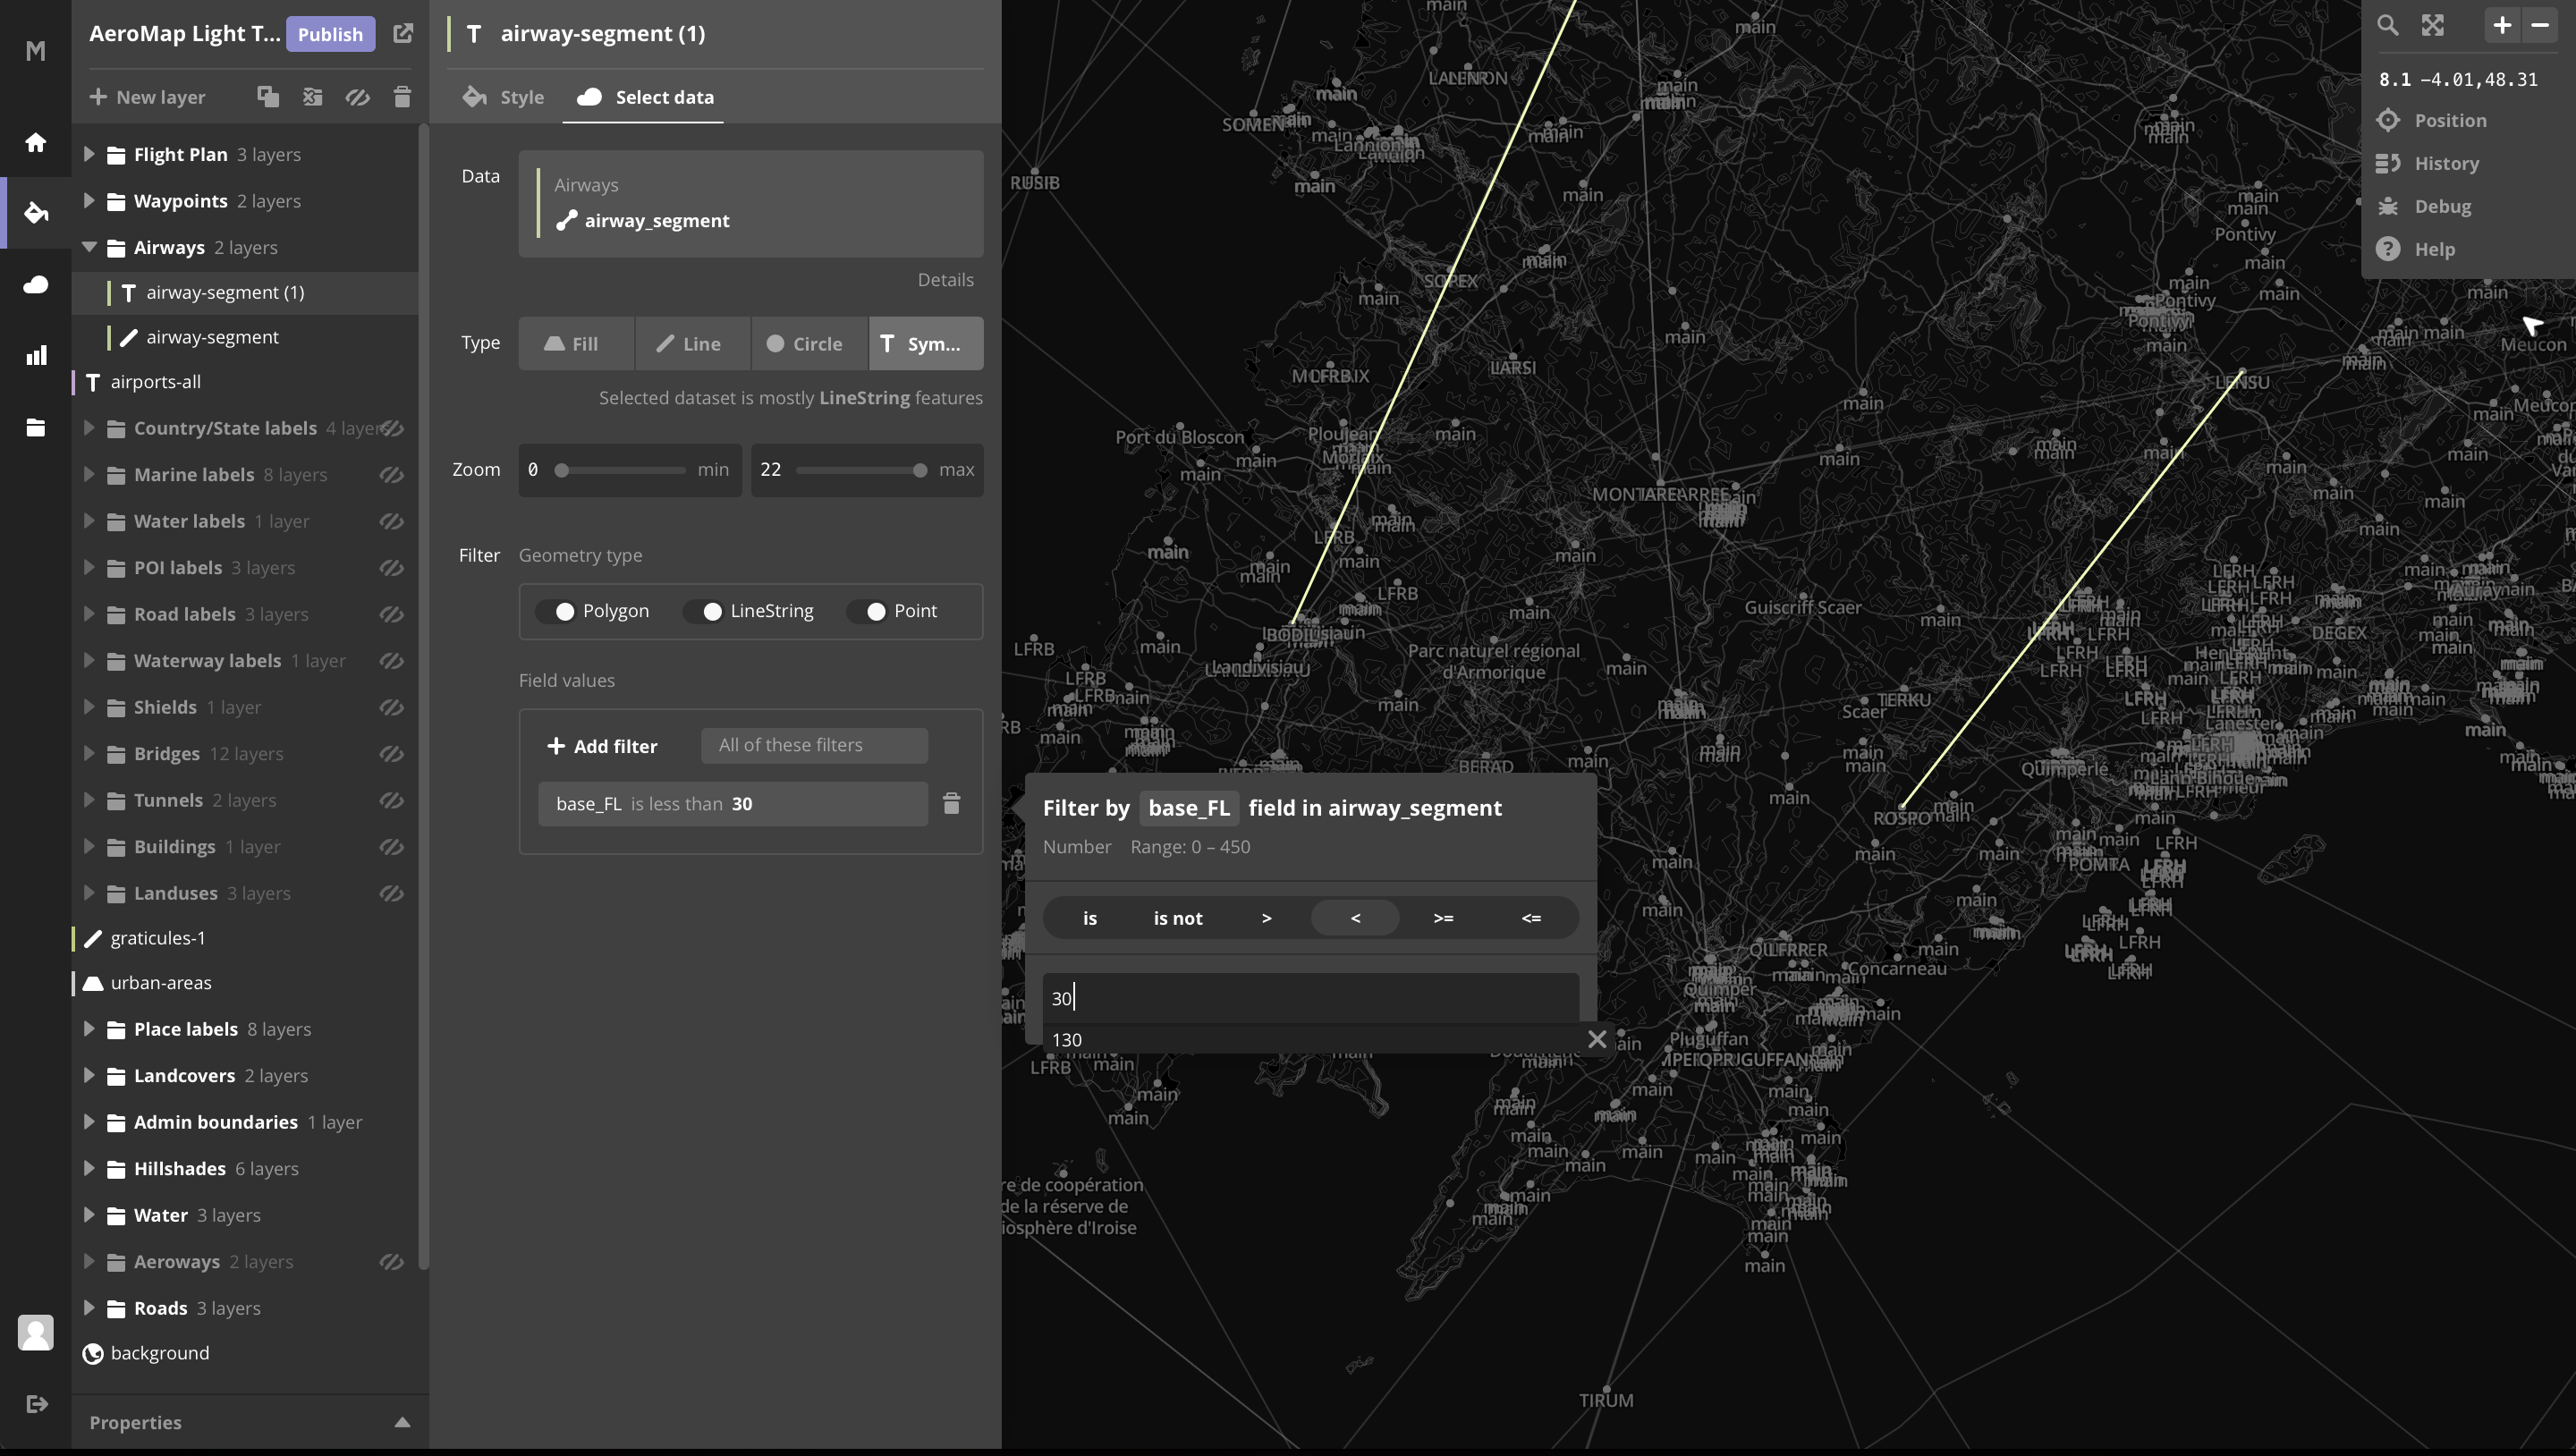 M
AeroMap Light T...
Publish
New layer
Flight Plan 3 layers
Waypoints 2 layers
Airways 2 layers
airway-segment (1)
airway-segment
airports-all
Country/State labels 4 layer
Marine labels 8 layers
Water labels 1 layer
POI labels 3 layers
Road labels 3 layers
Waterway labels 1 layer
Shields 1 layer
Bridges 12 layers
Tunnels 2 layers
Buildings 1 layer
Landuses 3 layers
graticules-1
urban-areas
Place labels 8 layers
Landcovers 2 layers
Admin boundaries 1 layer
Hillshades 6 layers
Water 3 layers
Aeroways 2 layers
Roads 3 layers
background
Properties
airway-segment (1)
Style
Select data
Data
Airways
airway_segment
Details
Type
Fill
Line
Circle
Sym...
Selected dataset is mostly LineString features
Zoom
0 min
22 max
Filter
Geometry type
Polygon
LineString
Point
Field values
Add filter
All of these filters
base_FL is less than 30
Filter by base_FL field in airway_segment
Number Range: 0 – 450
is
is not
>
<
>=
<=
30
130
8.1 −4.01,48.31
Position
History
Debug
Help
main
SOMEN
Lannion
RUSIB
SOPEX
LARSI
Port du Bloscon
Ploujean
LFRB
BODIL
Landivisiau
Parc naturel régional
d'Armorique
Guiscriff Scaer
Pontivy
Meucon
LENSU
DEGEX
TERKU
Scaer
BERAD
ROSPO
Quimperlé
LFRH
Lanester
POMTA
Concarneau
Quimper
Pluguffan
re de coopération
de la réserve de
iosphère d'Iroise
TIRUM